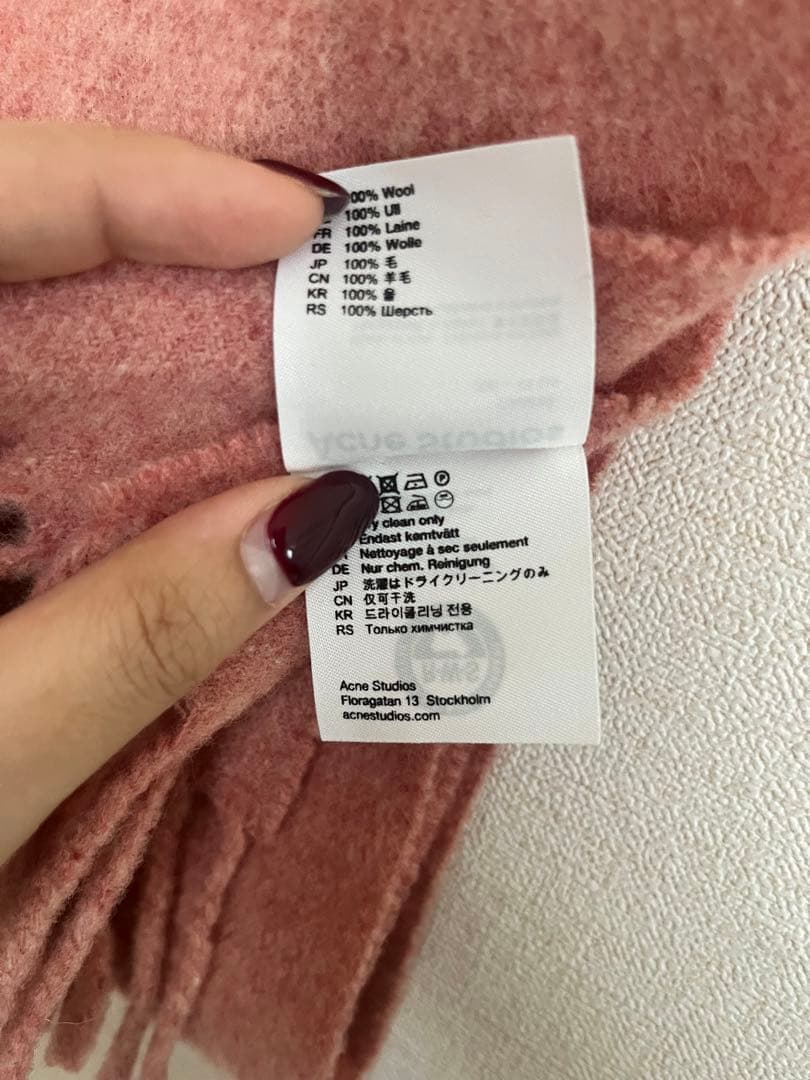 00% Wool
100% Ull
FR 100% Laine
DE 100% Wolle
JP 100% 毛
CN 100% 羊毛
KR 100% 울
RS 100% Шерсть
clean only
Endast kemtvätt
Nettoyage à sec seulement
DE Nur chem. Reinigung
JP 洗濯はドライクリーニングのみ
CN 仅可干洗
KR 드라이클리닝 전용
RS Только химчистка
Acne Studios
Floragatan 13 Stockholm
acnestudios.com